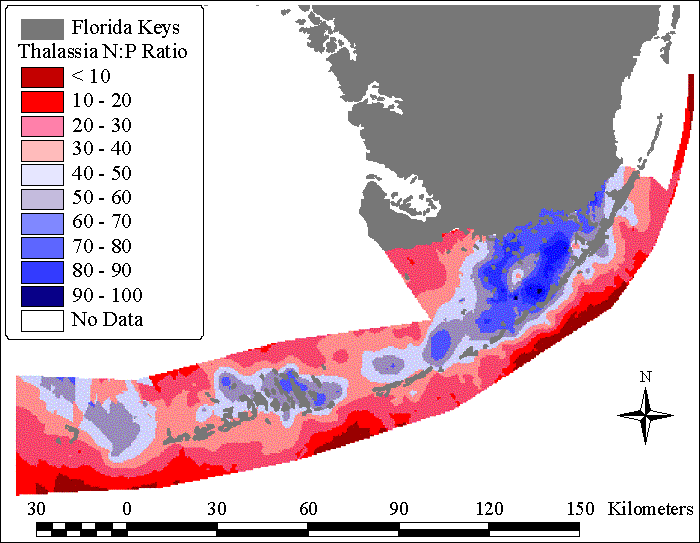 Florida Keys
Thalassia N:P Ratio
< 10
10 - 20
20 - 30
30 - 40
40 - 50
50 - 60
60 - 70
70 - 80
80 - 90
90 - 100
No Data
N
30 0 30 60 90 120 150 Kilometers